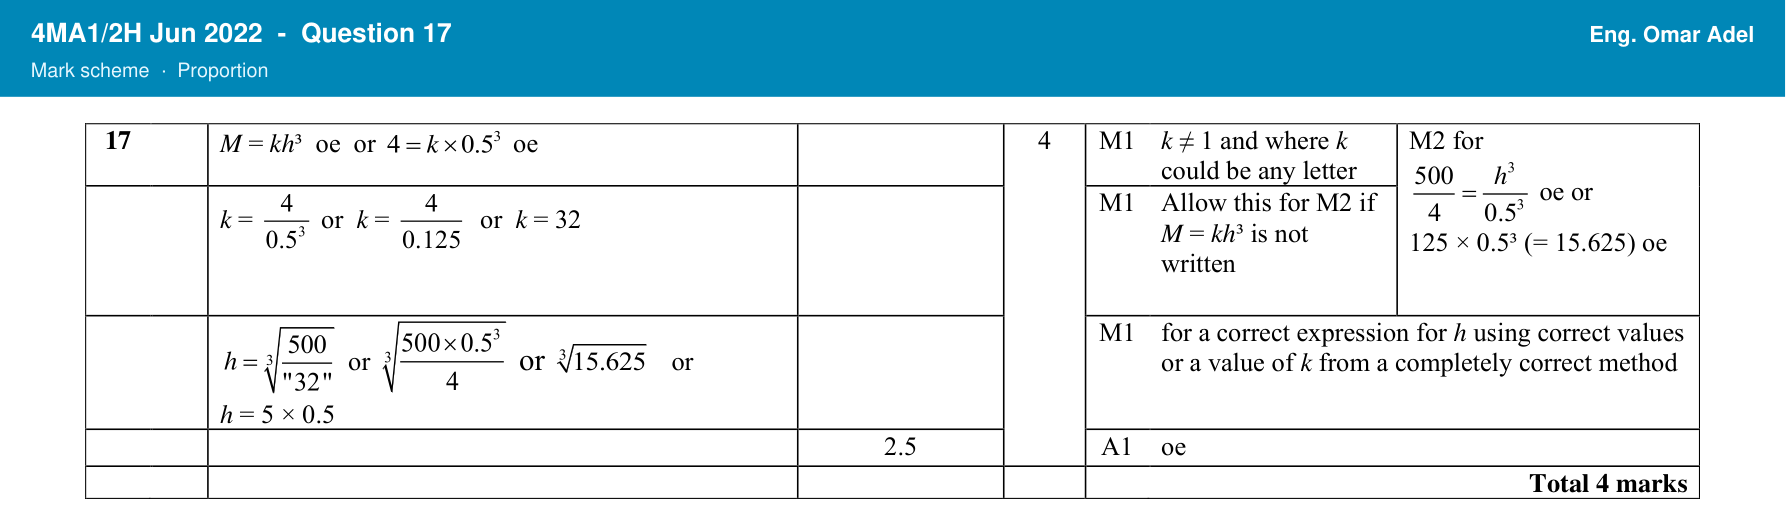 4MA1/2H Jun 2022 - Question 17
Eng. Omar Adel
Mark scheme · Proportion
17
M = kh³ oe or 4 = k × 0.5³ oe
4
M1 k ≠ 1 and where k
could be any letter
M2 for
500/4 = h³/0.5³ oe or
125 × 0.5³ (= 15.625) oe
k = 4/0.5³ or k = 4/0.125 or k = 32
M1 Allow this for M2 if
M = kh³ is not
written
h = ∛(500/"32") or ∛((500×0.5³)/4) or ∛15.625 or
h = 5 × 0.5
M1 for a correct expression for h using correct values
or a value of k from a completely correct method
2.5
A1 oe
Total 4 marks